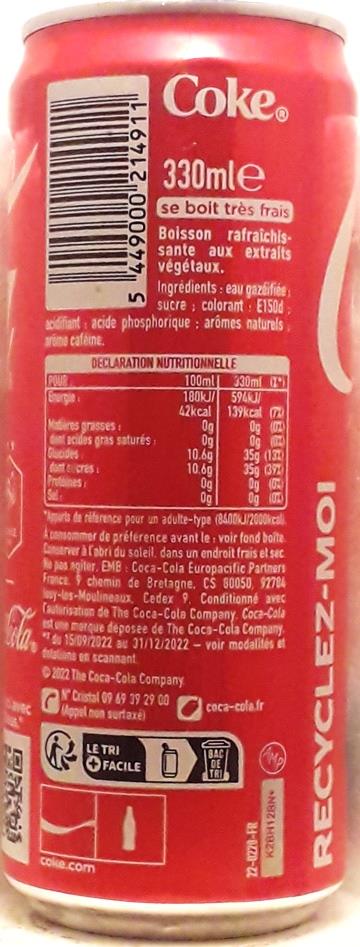 Coke®
330ml e
se boit très frais
Boisson rafraîchis-
sante aux extraits
végétaux.
Ingrédients : eau gazéifiée ;
sucre ; colorant : E150d ;
acidifiant : acide phosphorique ; arômes naturels ;
arôme caféine.
5 449000 214911
DÉCLARATION NUTRITIONNELLE
POUR : 100ml 330ml (%*)
Énergie : 180kJ/ 594kJ/
42kcal 139kcal (7%)
Matières grasses : 0g 0g (0%)
dont acides gras saturés : 0g 0g (0%)
Glucides : 10.6g 35g (13%)
dont sucres : 10.6g 35g (39%)
Protéines : 0g 0g (0%)
Sel : 0g 0g (0%)
*Apports de référence pour un adulte-type (8400kJ/2000kcal).
À consommer de préférence avant le : voir fond boîte.
Conserver à l'abri du soleil, dans un endroit frais et sec.
Ne pas agiter. EMB : Coca-Cola Europacific Partners
France, 9 chemin de Bretagne, CS 80050, 92784
Issy-les-Moulineaux, Cedex 9. Conditionné avec
l'autorisation de The Coca-Cola Company. Coca-Cola
est une marque déposée de The Coca-Cola Company.
** du 15/09/2022 au 31/12/2022 – voir modalités et
dotations en scannant
© 2022 The Coca-Cola Company
N° Cristal 09 69 39 29 00
(Appel non surtaxé)
coca-cola.fr
LE TRI
+ FACILE
BAC
DE
TRI
coke.com
22-0228-FR
K2BH12BN+
RECYCLEZ-MOI
Cola
avec